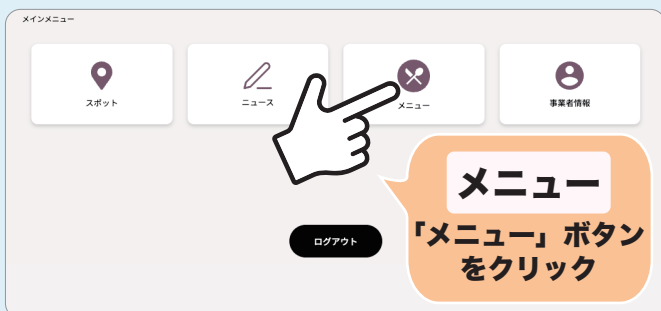 メインメニュー
スポット
ニュース
メニュー
事業者情報
メニュー
「メニュー」ボタン
をクリック
ログアウト